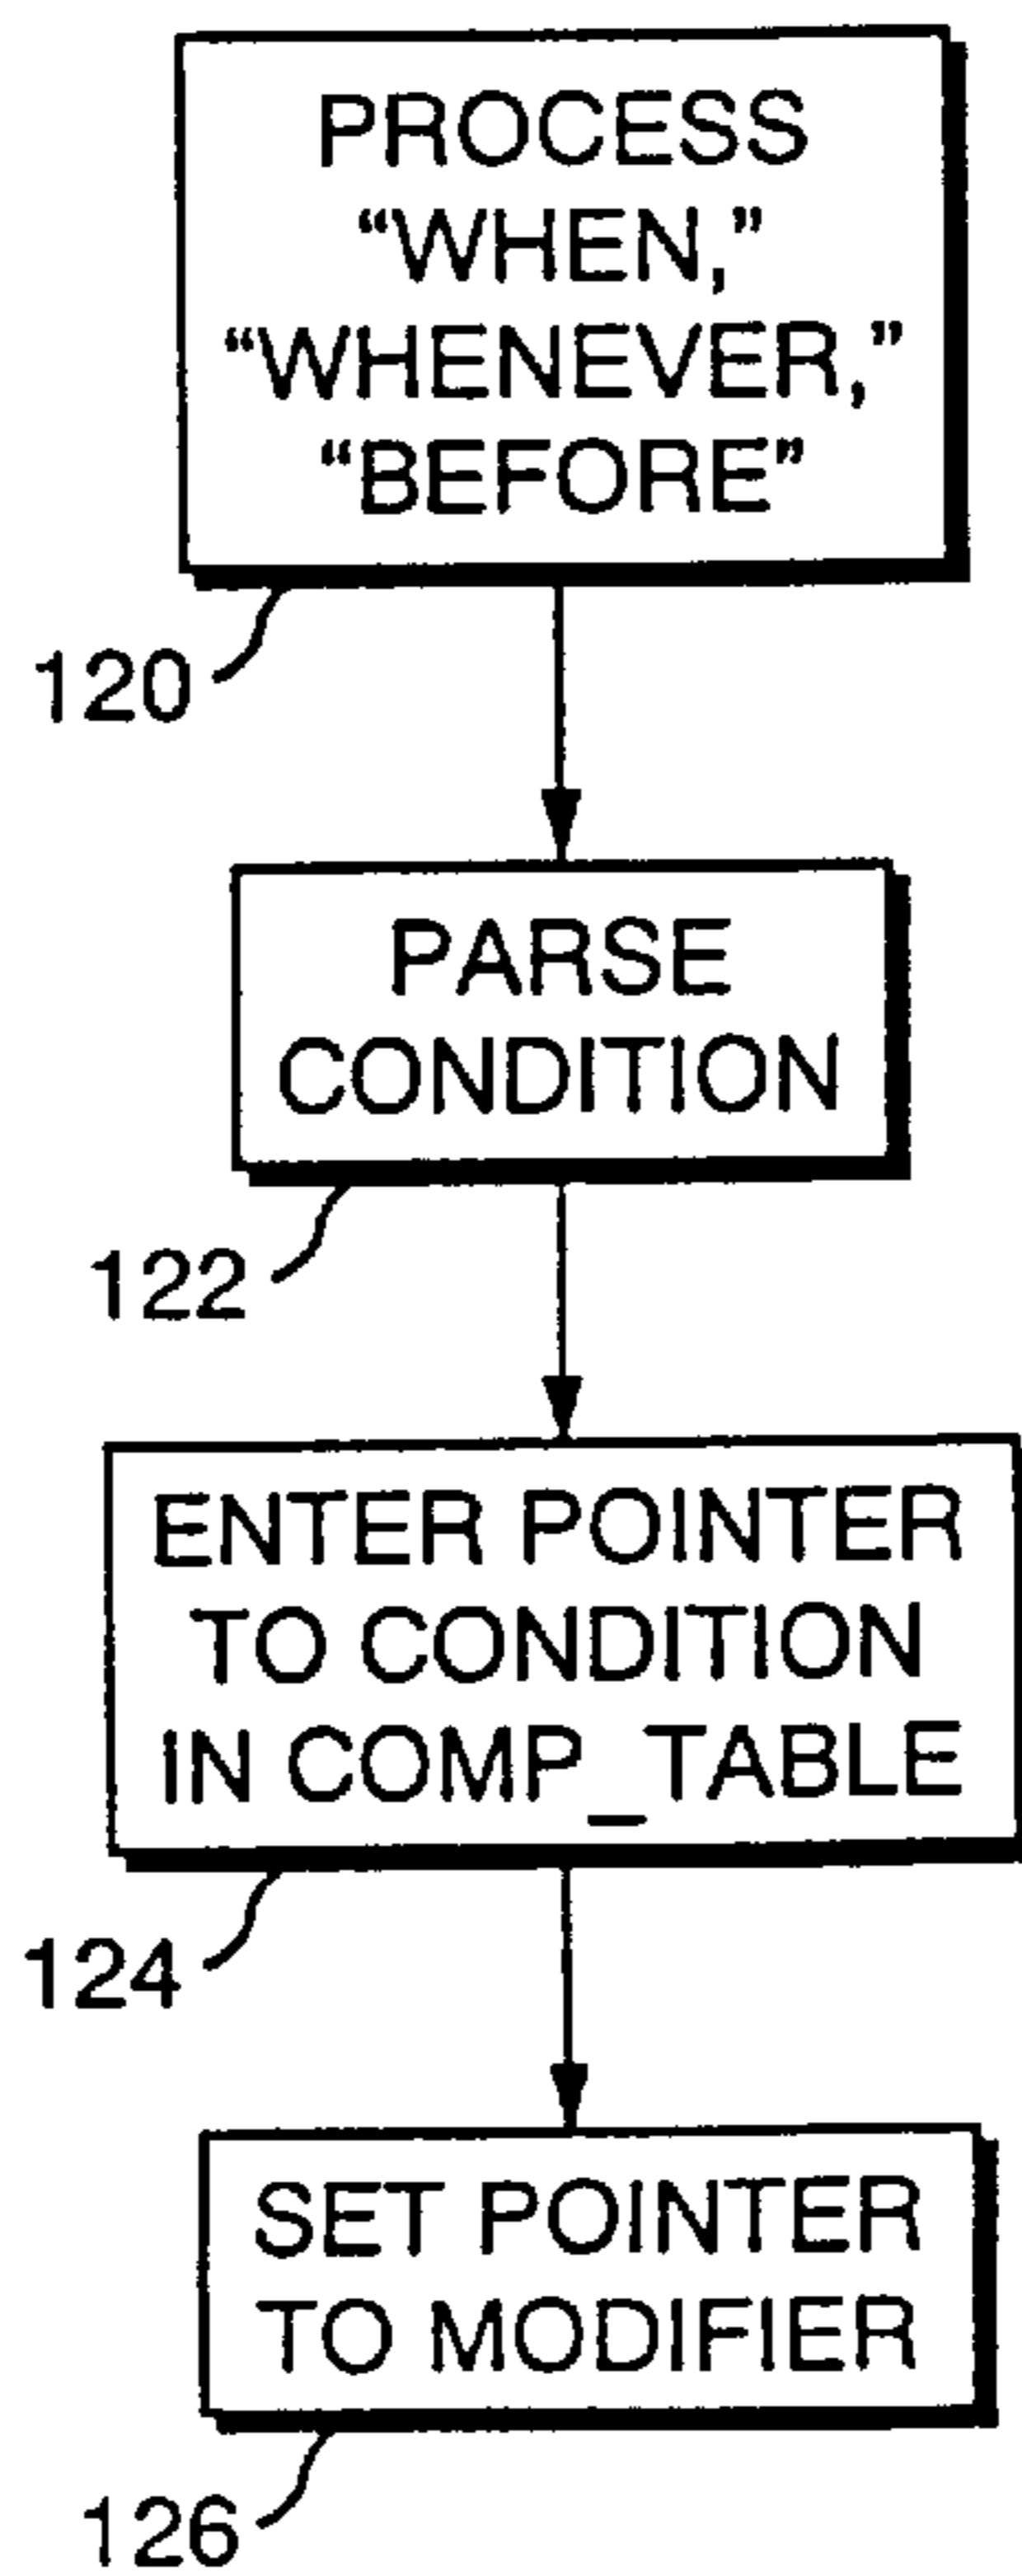 PROCESS
“WHEN,”
“WHENEVER,”
“BEFORE”
120
PARSE
CONDITION
122
ENTER POINTER
TO CONDITION
IN COMP_TABLE
124
SET POINTER
TO MODIFIER
126